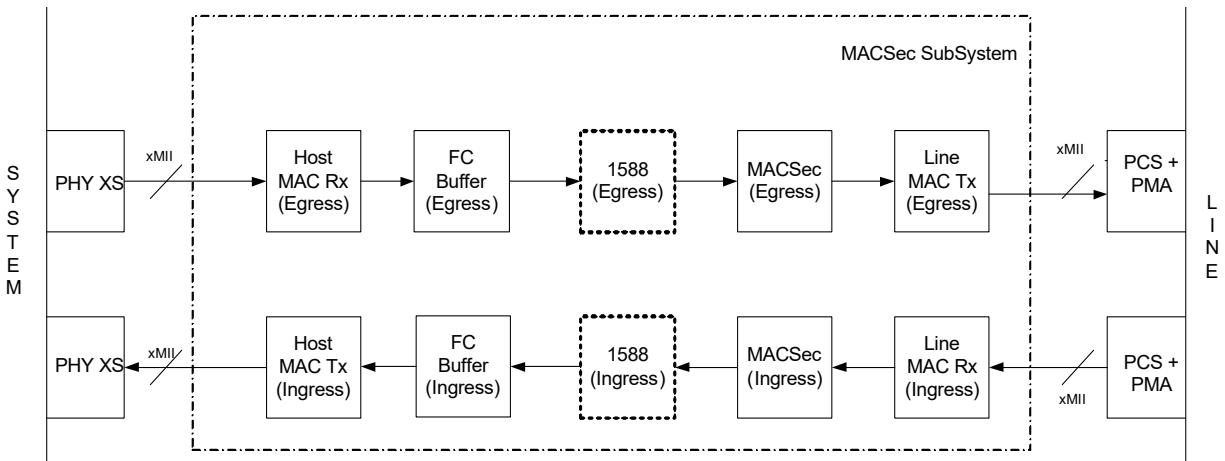 MACSec SubSystem
SYSTEM
PHY XS
xMII
Host
MAC Rx
(Egress)
FC
Buffer
(Egress)
1588
(Egress)
MACSec
(Egress)
Line
MAC Tx
(Egress)
xMII
PCS +
PMA
LINE
PHY XS
xMII
Host
MAC Tx
(Ingress)
FC
Buffer
(Ingress)
1588
(Ingress)
MACSec
(Ingress)
Line
MAC Rx
(Ingress)
xMII
PCS +
PMA